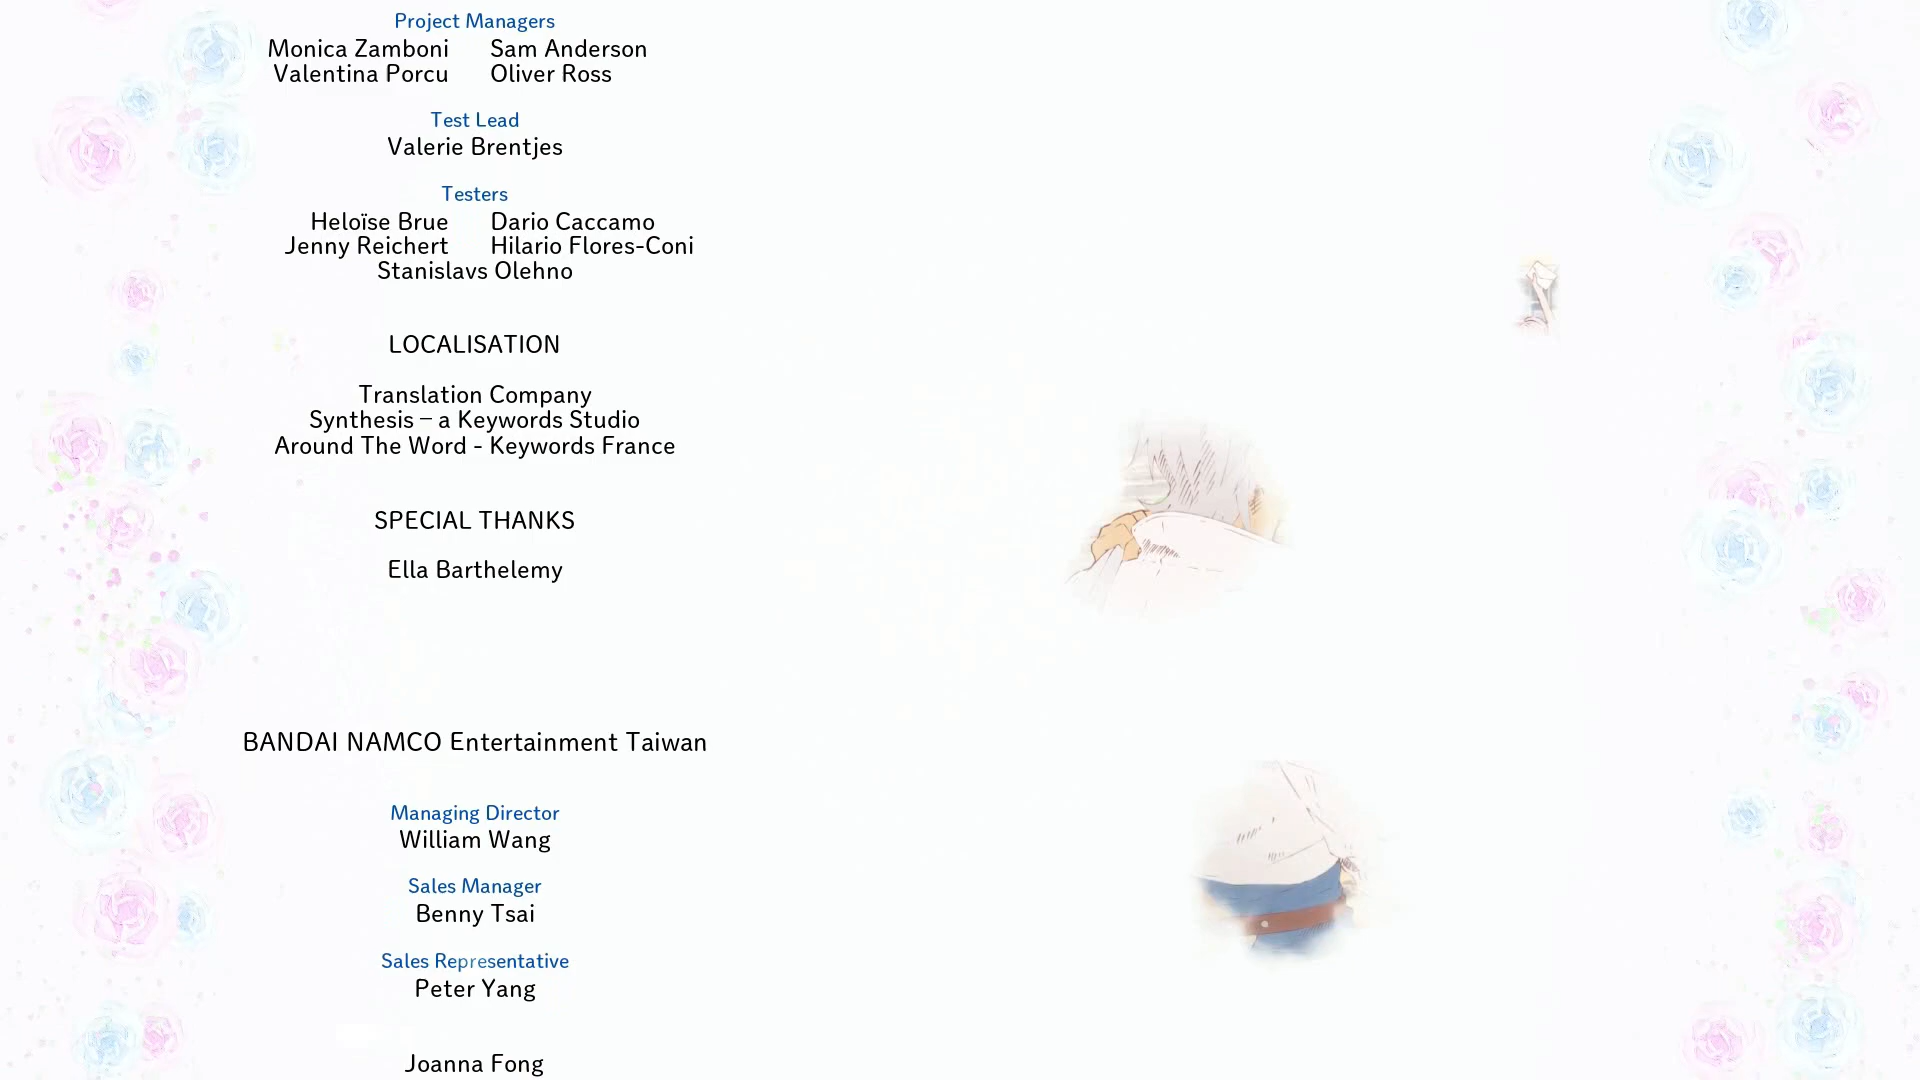 Project Managers
Monica Zamboni Sam Anderson
Valentina Porcu Oliver Ross
Test Lead
Valerie Brentjes
Testers
Heloïse Brue Dario Caccamo
Jenny Reichert Hilario Flores-Coni
Stanislavs Olehno
LOCALISATION
Translation Company
Synthesis – a Keywords Studio
Around The Word - Keywords France
SPECIAL THANKS
Ella Barthelemy
BANDAI NAMCO Entertainment Taiwan
Managing Director
William Wang
Sales Manager
Benny Tsai
Sales Representative
Peter Yang
Joanna Fong